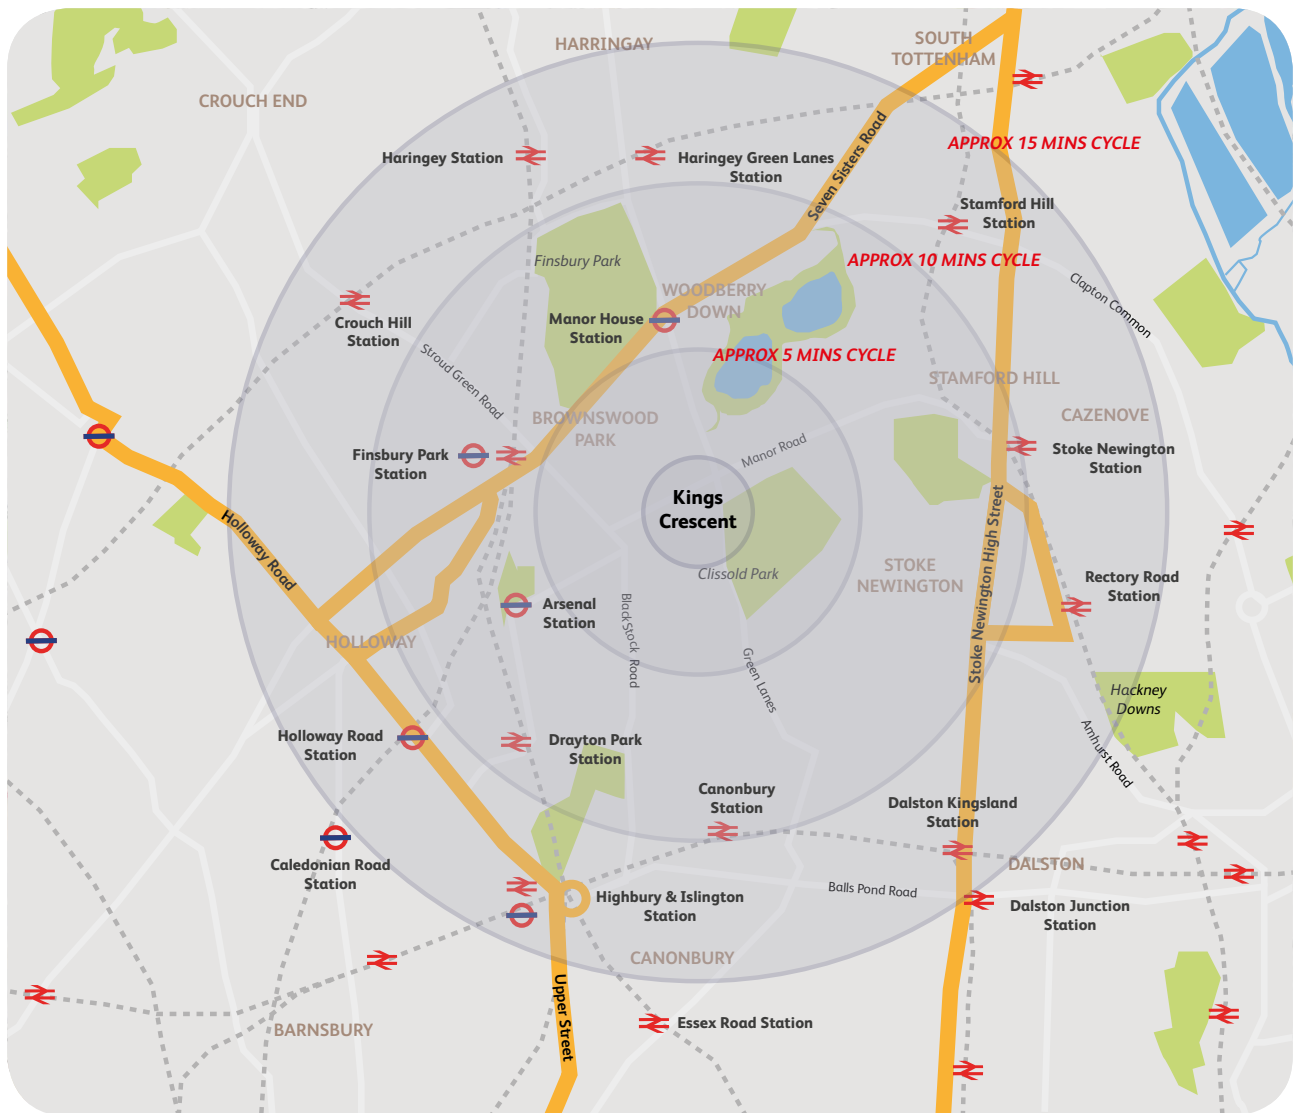 HARRINGAY
SOUTH
TOTTENHAM
CROUCH END
APPROX 15 MINS CYCLE
Haringey Station
Haringey Green Lanes
Station
Seven Sisters Road
Stamford Hill
Station
Finsbury Park
APPROX 10 MINS CYCLE
WOODBERRY
DOWN
Clapton Common
Manor House
Station
Crouch Hill
Station
APPROX 5 MINS CYCLE
Stroud Green Road
STAMFORD HILL
BROWNSWOOD
PARK
CAZENOVE
Manor Road
Finsbury Park
Station
Stoke Newington
Station
Kings
Crescent
Holloway Road
Stoke Newington High Street
Clissold Park
STOKE
NEWINGTON
Rectory Road
Station
Arsenal
Station
BlackStock Road
HOLLOWAY
Green Lanes
Hackney
Downs
Holloway Road
Station
Drayton Park
Station
Amhurst Road
Canonbury
Station
Dalston Kingsland
Station
Caledonian Road
Station
DALSTON
Balls Pond Road
Highbury & Islington
Station
Dalston Junction
Station
CANONBURY
Upper Street
BARNSBURY
Essex Road Station